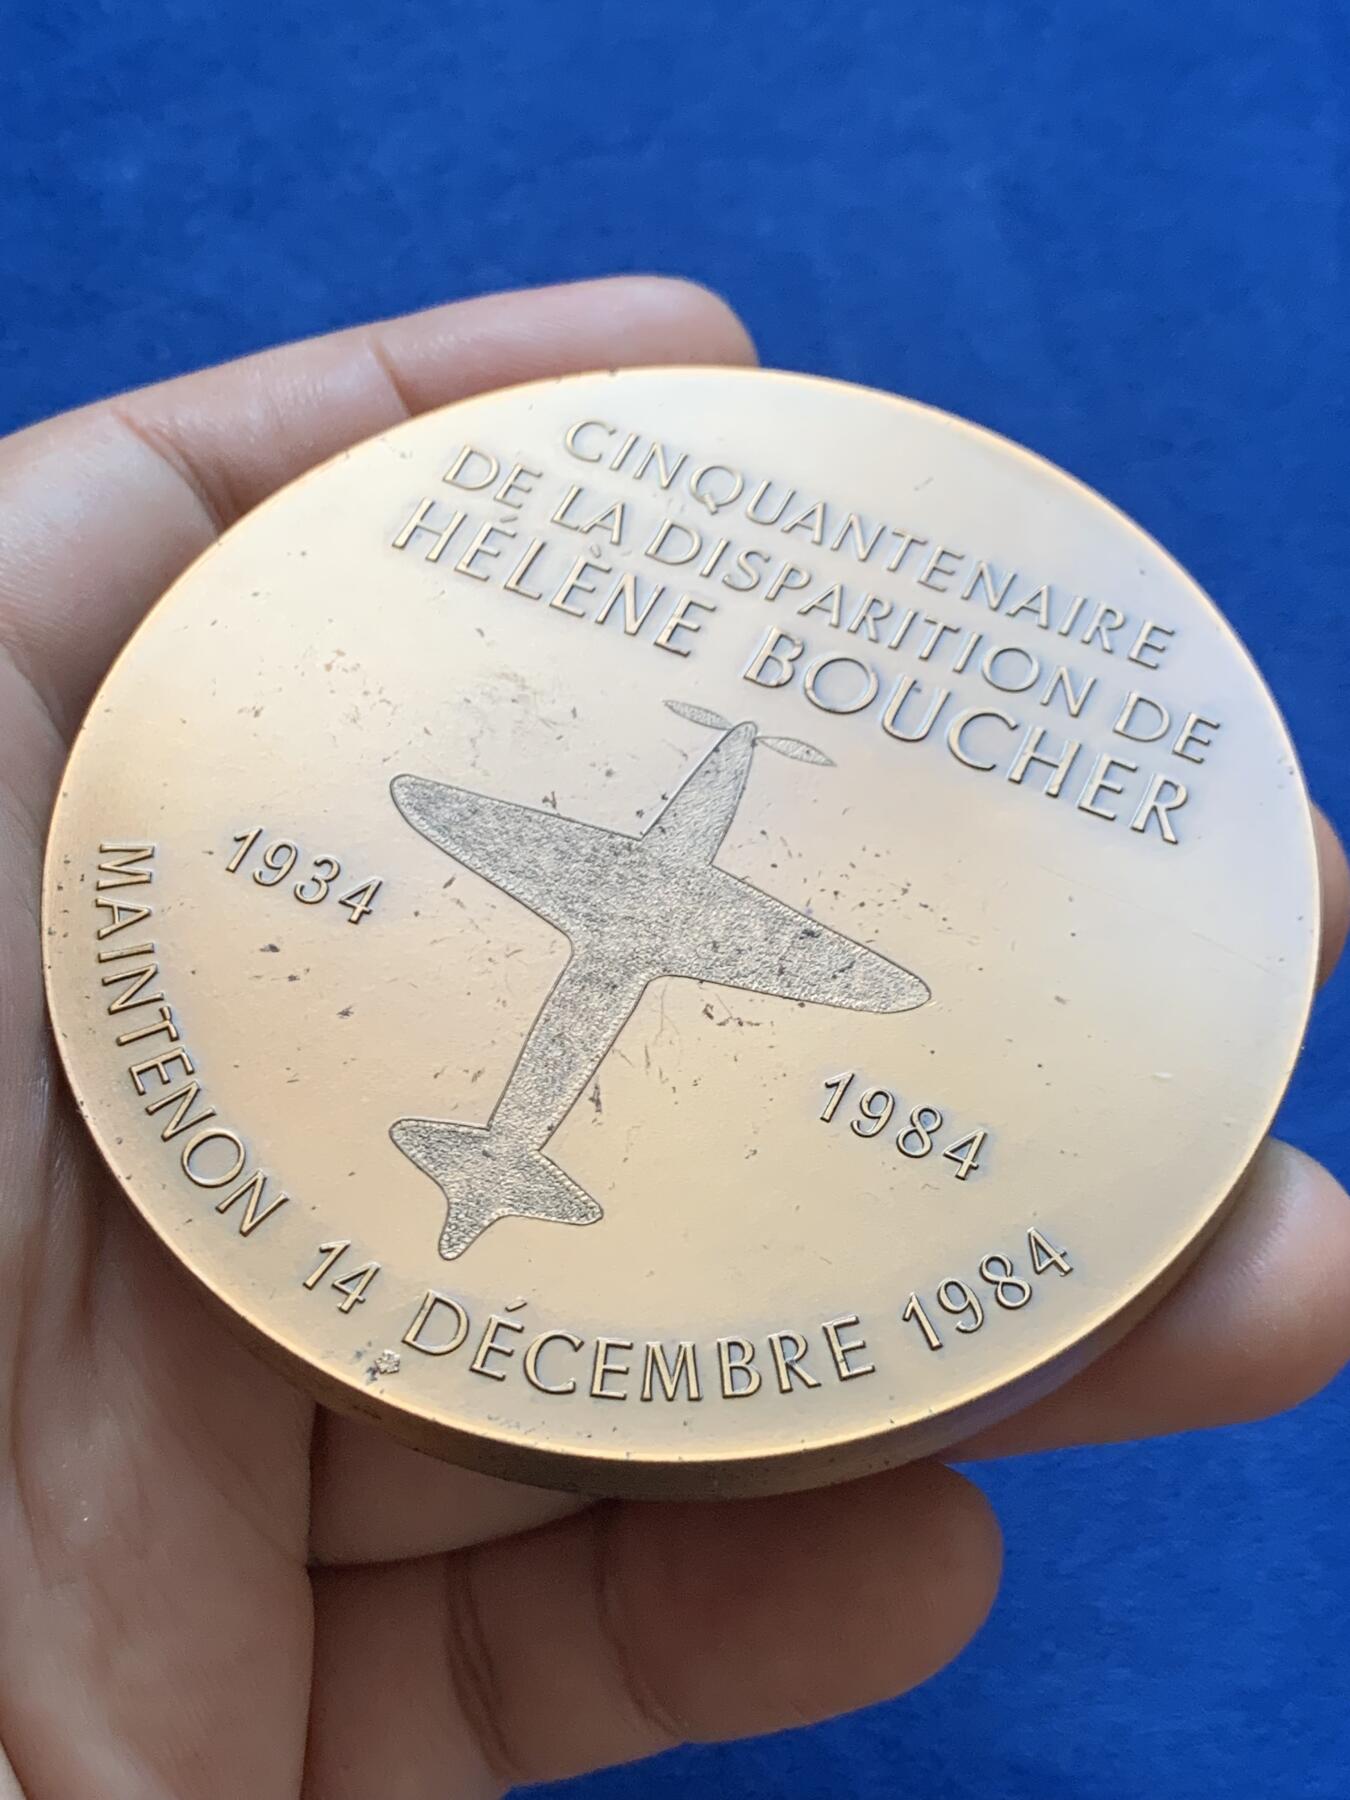 CINQUANTENAIRE
DE LA DISPARITION DE
HÉLÈNE BOUCHER
1934
1984
MAINTENON 14 DÉCEMBRE 1984